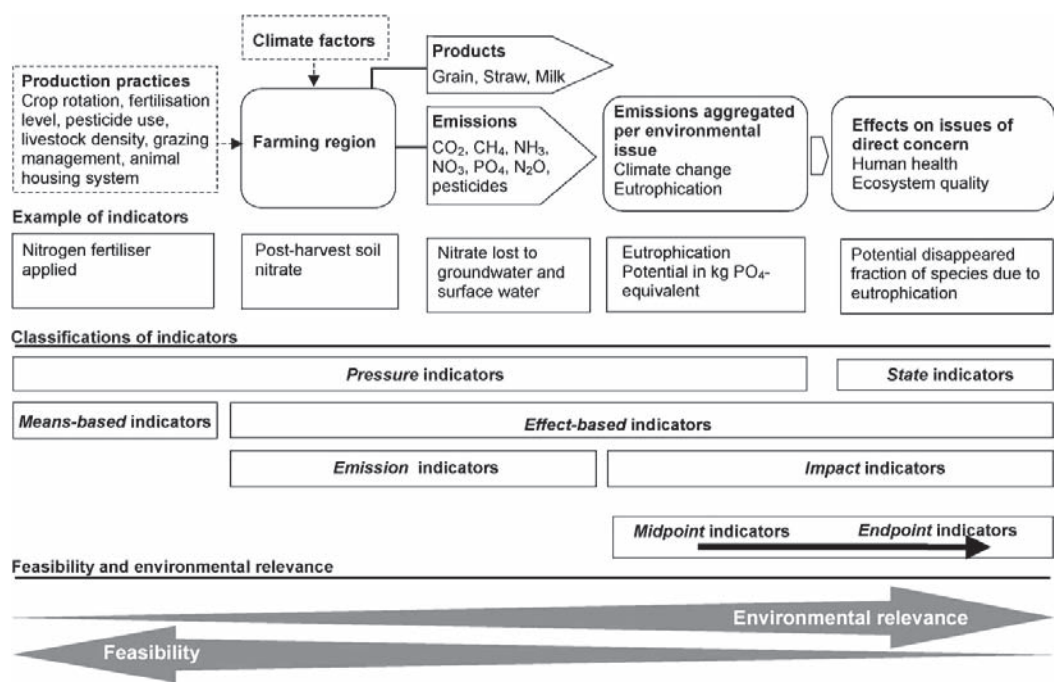 Climate factors
Products
Grain, Straw, Milk
Production practices
Crop rotation, fertilisation
level, pesticide use,
livestock density, grazing
management, animal
housing system
Farming region
Emissions
CO₂, CH₄, NH₃,
NO₃, PO₄, N₂O,
pesticides
Emissions aggregated
per environmental
issue
Climate change
Eutrophication
Effects on issues of
direct concern
Human health
Ecosystem quality
Example of indicators
Nitrogen fertiliser
applied
Post-harvest soil
nitrate
Nitrate lost to
groundwater and
surface water
Eutrophication
Potential in kg PO₄-
equivalent
Potential disappeared
fraction of species due to
eutrophication
Classifications of indicators
Pressure indicators
State indicators
Means-based indicators
Effect-based indicators
Emission indicators
Impact indicators
Midpoint indicators
Endpoint indicators
Feasibility and environmental relevance
Environmental relevance
Feasibility